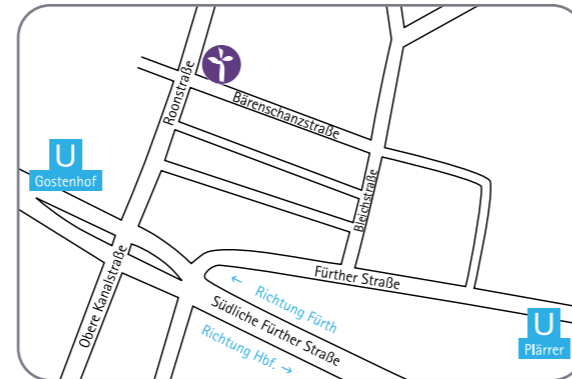 Roonstraße
Bärenschanzstraße
U
Gostenhof
Bleichstraße
Obere Kanalstraße
Fürther Straße
← Richtung Fürth
Südliche Fürther Straße
Richtung Hbf. →
U
Plärrer